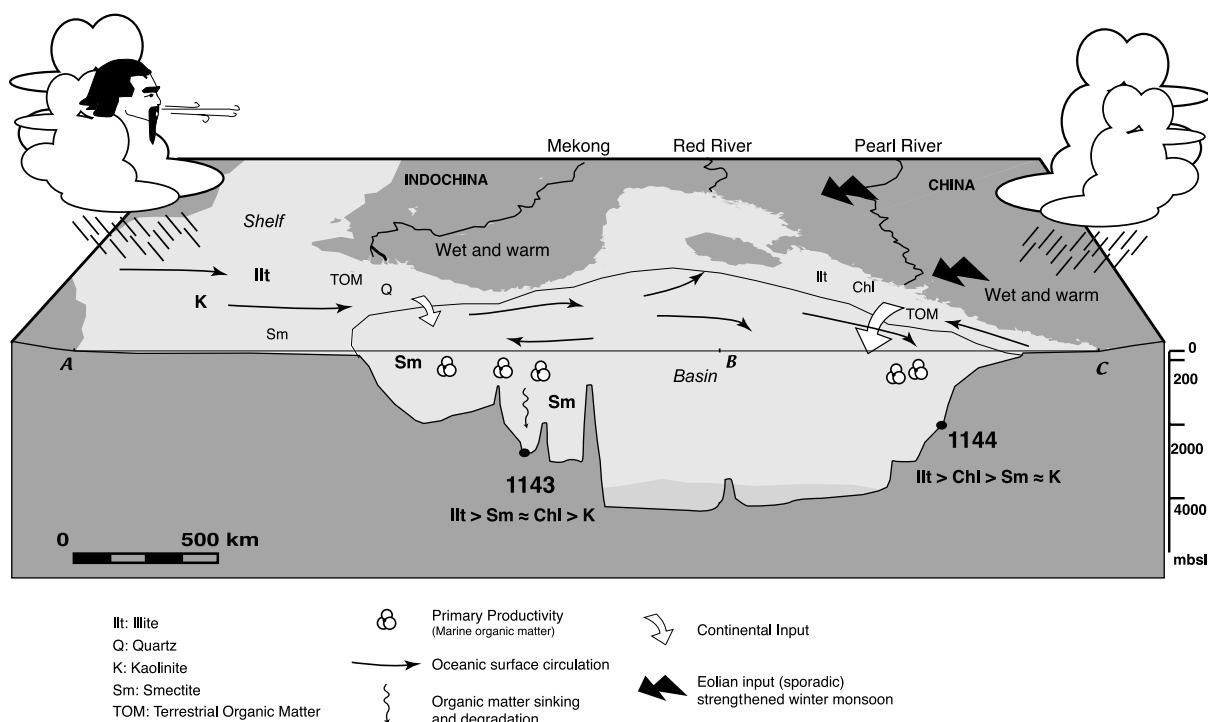 Mekong
Red River
Pearl River
INDOCHINA
CHINA
Shelf
Wet and warm
Ilt
TOM
Q
K
Sm
Ilt
Chl
TOM
Wet and warm
A
B
C
Sm
Basin
Sm
0
200
2000
4000
mbsl
1143
Ilt > Sm ≈ Chl > K
1144
Ilt > Chl > Sm ≈ K
0 500 km
Ilt: Illite
Q: Quartz
K: Kaolinite
Sm: Smectite
TOM: Terrestrial Organic Matter
Primary Productivity
(Marine organic matter)
Oceanic surface circulation
Organic matter sinking
and degradation
Continental Input
Eolian input (sporadic)
strengthened winter monsoon